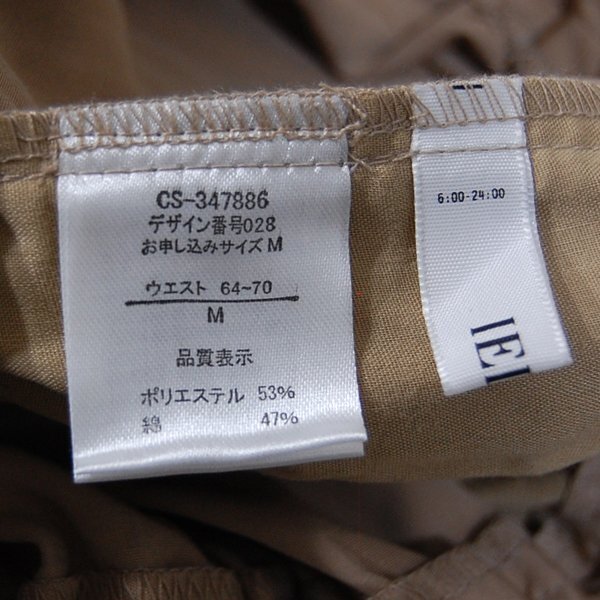 CS-347886
デザイン番号028
お申し込みサイズ M
ウエスト 64~70
M
品質表示
ポリエステル 53%
綿 47%
6:00-24:00